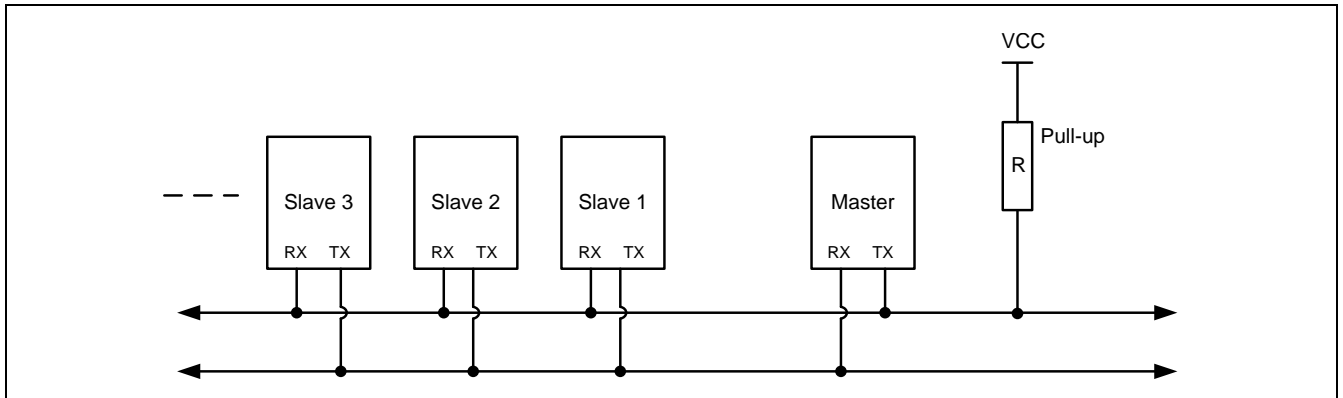 VCC
Pull-up
R
Slave 3
Slave 2
Slave 1
Master
RX TX
RX TX
RX TX
RX TX